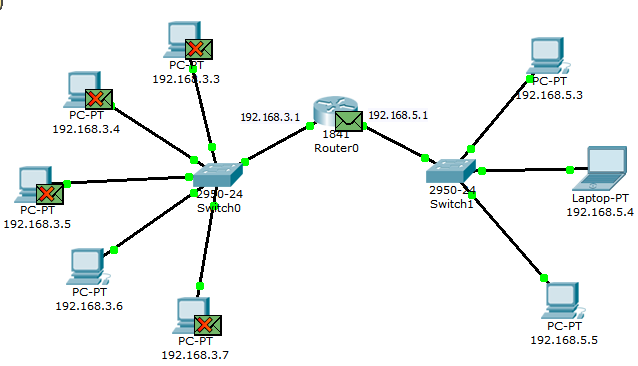 PC-PT
192.168.3.3
PC-PT
192.168.3.4
PC-PT
192.168.3.5
PC-PT
192.168.3.6
PC-PT
192.168.3.7
2950-24
Switch0
192.168.3.1
192.168.5.1
1841
Router0
2950-24
Switch1
PC-PT
192.168.5.3
Laptop-PT
192.168.5.4
PC-PT
192.168.5.5